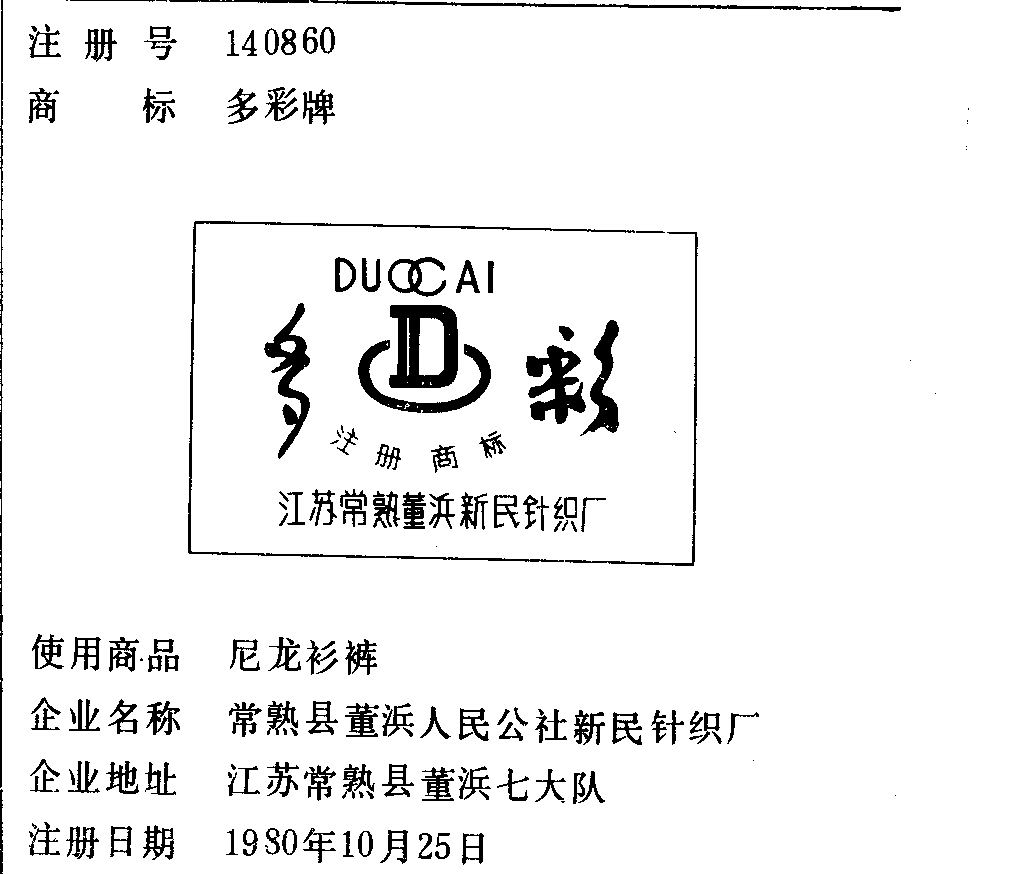 注册号 140860
商标 多彩牌
DUOCAI
多 D 彩
注册商标
江苏常熟董浜新民针织厂
使用商品 尼龙衫裤
企业名称 常熟县董浜人民公社新民针织厂
企业地址 江苏常熟县董浜七大队
注册日期 1980年10月25日